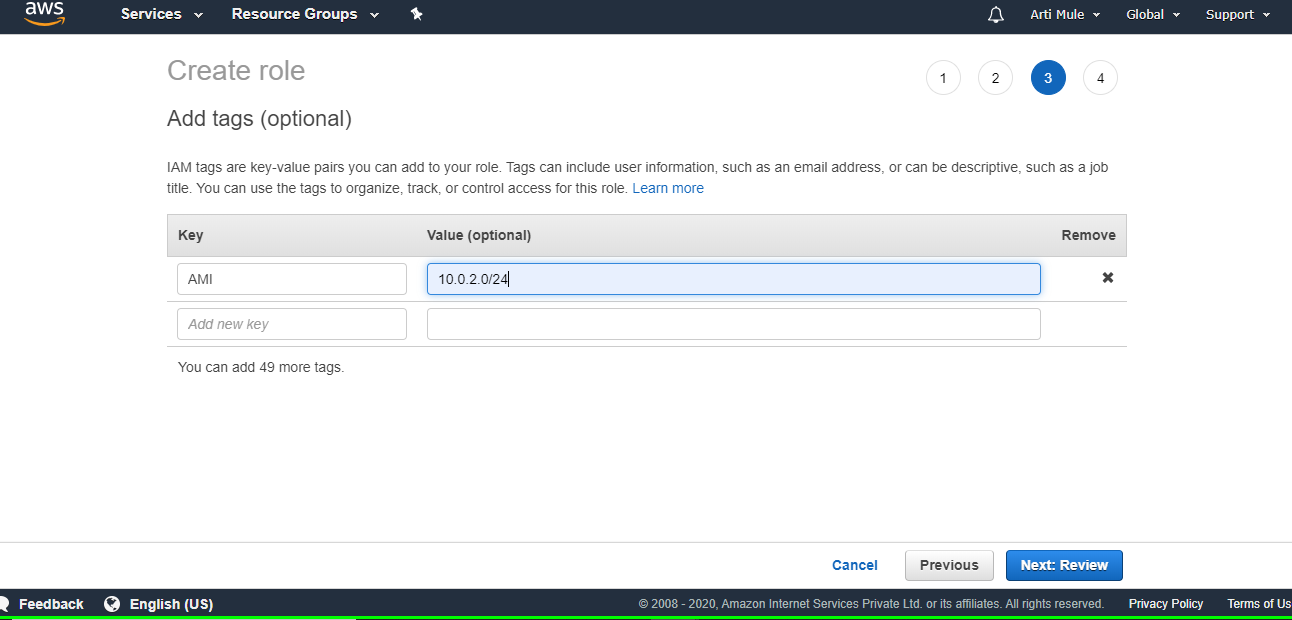 aws Services Resource Groups Arti Mule Global Support
Create role 1 2 3 4
Add tags (optional)
IAM tags are key-value pairs you can add to your role. Tags can include user information, such as an email address, or can be descriptive, such as a job
title. You can use the tags to organize, track, or control access for this role. Learn more
Key Value (optional) Remove
AMI 10.0.2.0/24
Add new key
You can add 49 more tags.
Cancel Previous Next: Review
Feedback English (US) © 2008 - 2020, Amazon Internet Services Private Ltd. or its affiliates. All rights reserved. Privacy Policy Terms of Us